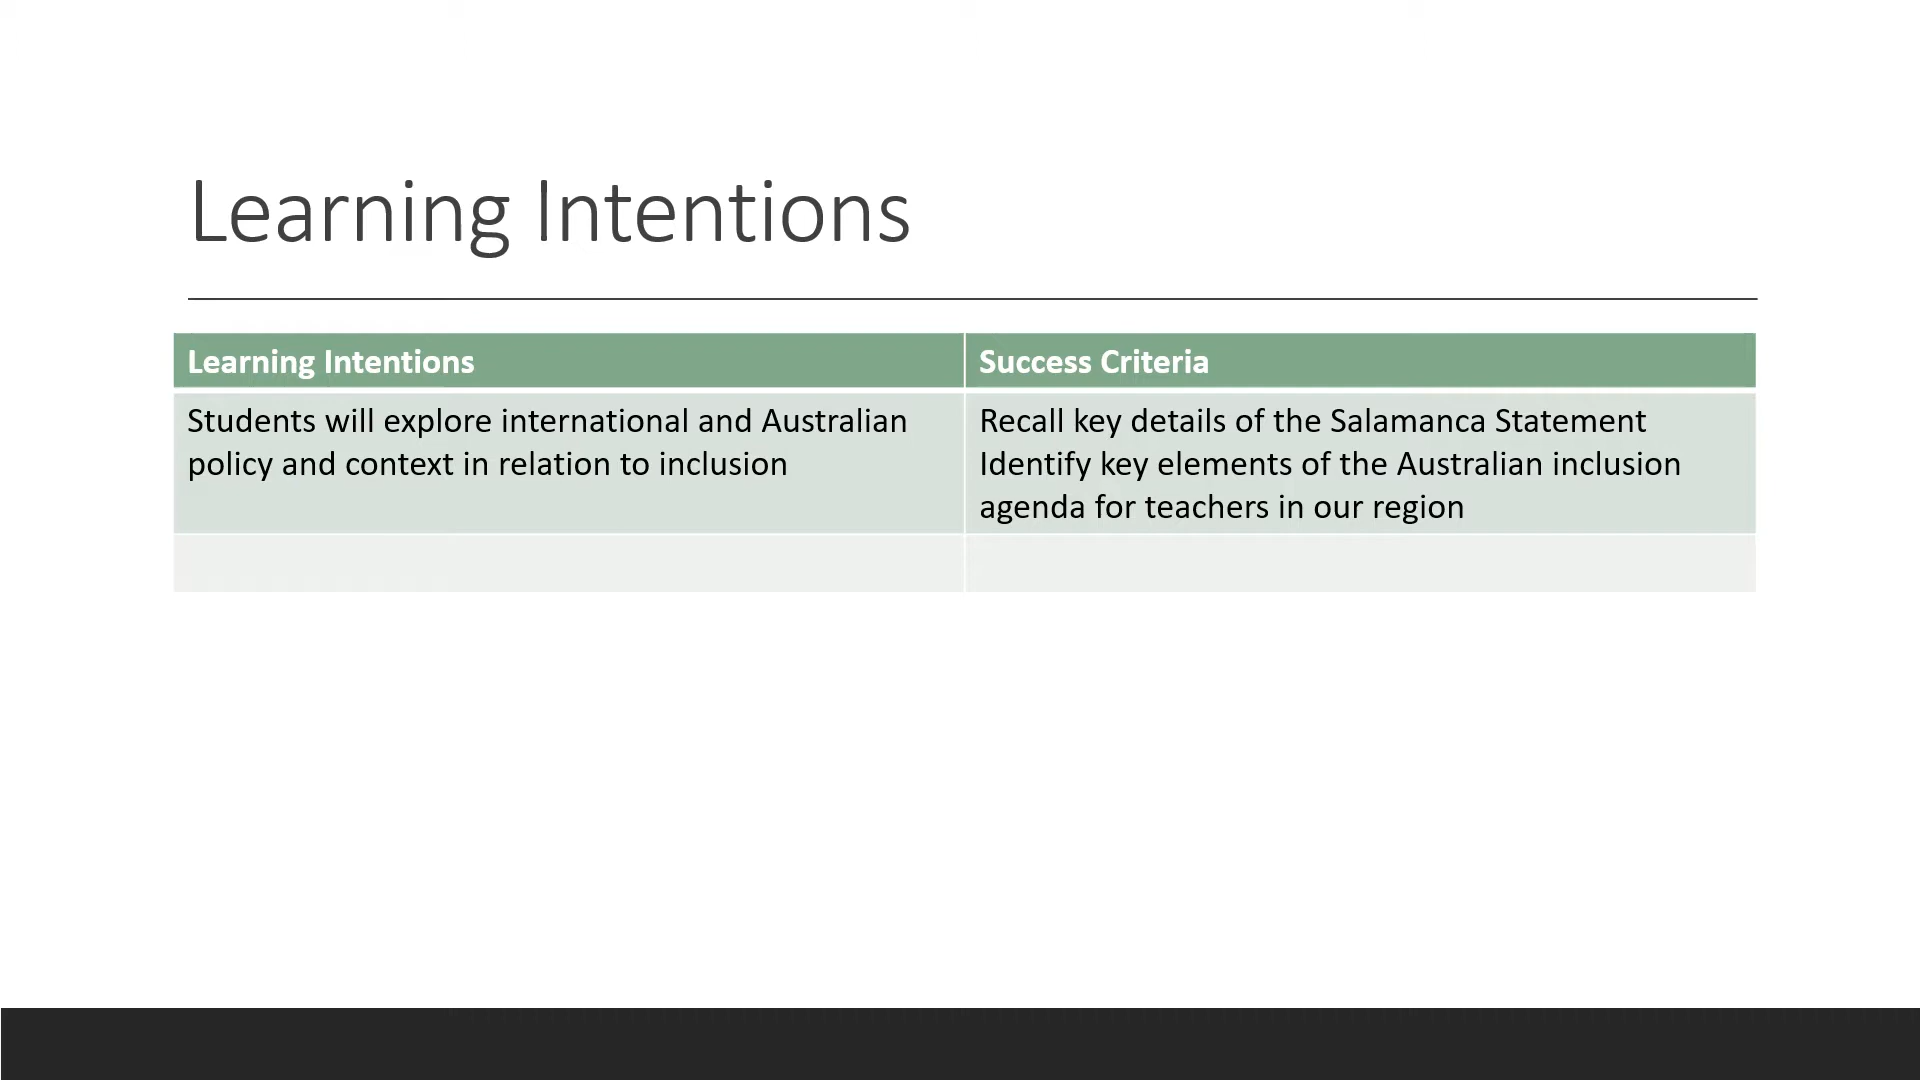 Learning Intentions
Learning Intentions
Success Criteria
Students will explore international and Australian
policy and context in relation to inclusion
Recall key details of the Salamanca Statement
Identify key elements of the Australian inclusion
agenda for teachers in our region